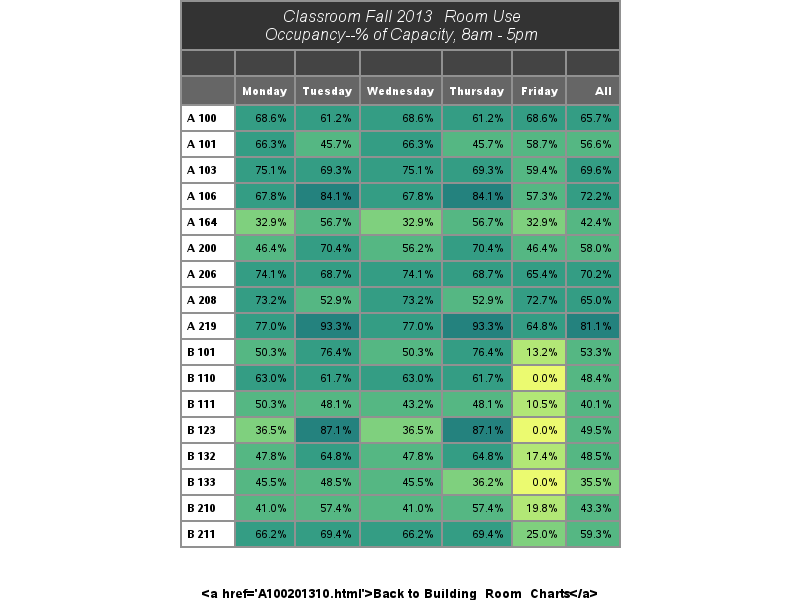 Classroom Fall 2013 Room Use
Occupancy--% of Capacity, 8am - 5pm
Monday Tuesday Wednesday Thursday Friday All
A 100 68.6% 61.2% 68.6% 61.2% 68.6% 65.7%
A 101 66.3% 45.7% 66.3% 45.7% 58.7% 56.6%
A 103 75.1% 69.3% 75.1% 69.3% 59.4% 69.6%
A 106 67.8% 84.1% 67.8% 84.1% 57.3% 72.2%
A 164 32.9% 56.7% 32.9% 56.7% 32.9% 42.4%
A 200 46.4% 70.4% 56.2% 70.4% 46.4% 58.0%
A 206 74.1% 68.7% 74.1% 68.7% 65.4% 70.2%
A 208 73.2% 52.9% 73.2% 52.9% 72.7% 65.0%
A 219 77.0% 93.3% 77.0% 93.3% 64.8% 81.1%
B 101 50.3% 76.4% 50.3% 76.4% 13.2% 53.3%
B 110 63.0% 61.7% 63.0% 61.7% 0.0% 48.4%
B 111 50.3% 48.1% 43.2% 48.1% 10.5% 40.1%
B 123 36.5% 87.1% 36.5% 87.1% 0.0% 49.5%
B 132 47.8% 64.8% 47.8% 64.8% 17.4% 48.5%
B 133 45.5% 48.5% 45.5% 36.2% 0.0% 35.5%
B 210 41.0% 57.4% 41.0% 57.4% 19.8% 43.3%
B 211 66.2% 69.4% 66.2% 69.4% 25.0% 59.3%
<a href='A100201310.html'>Back to Building_Room_Charts</a>